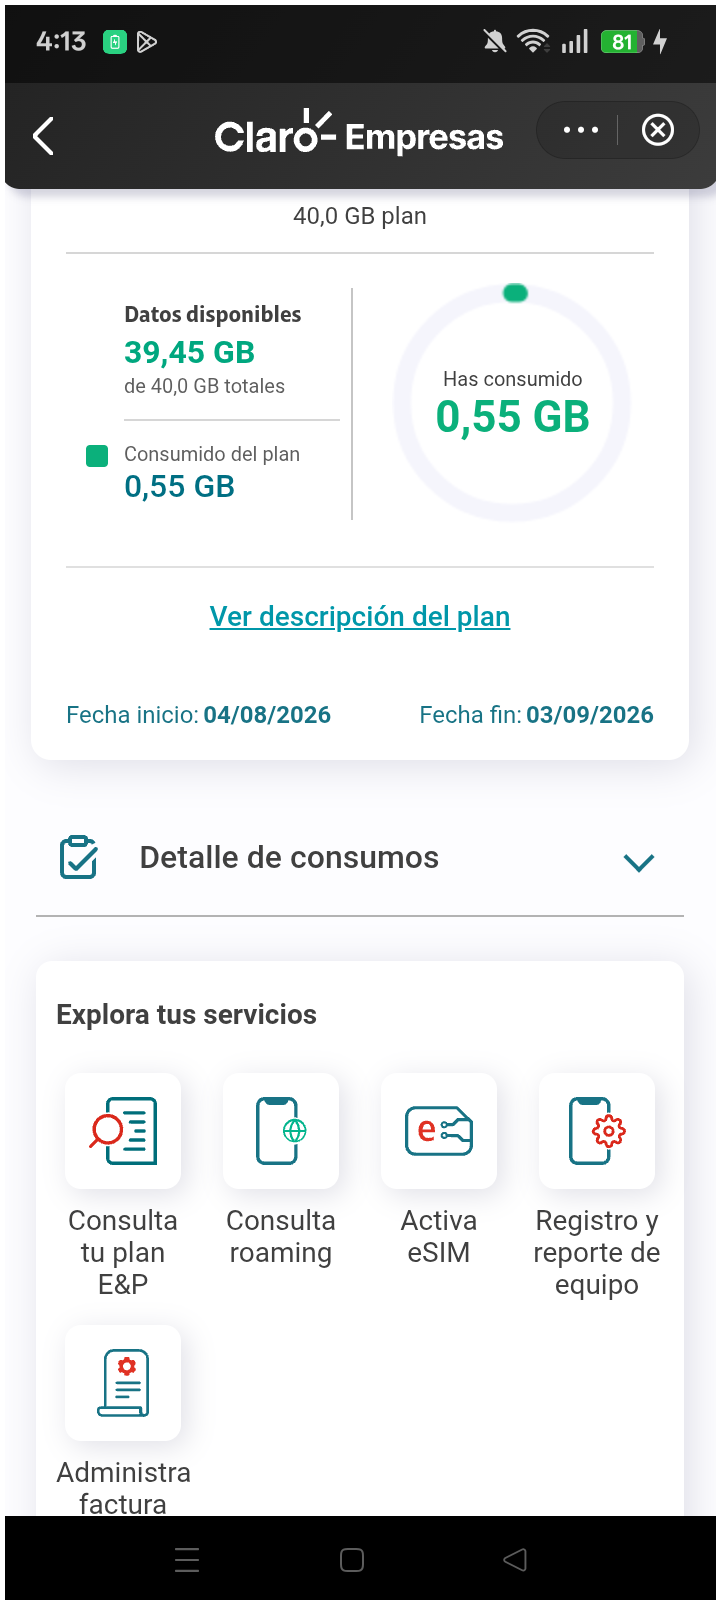 4:13
81
Claro Empresas
40,0 GB plan
Datos disponibles
39,45 GB
de 40,0 GB totales
Consumido del plan
0,55 GB
Has consumido
0,55 GB
Ver descripción del plan
Fecha inicio: 04/08/2026
Fecha fin: 03/09/2026
Detalle de consumos
Explora tus servicios
Consulta
tu plan
E&P
Consulta
roaming
Activa
eSIM
Registro y
reporte de
equipo
Administra
factura